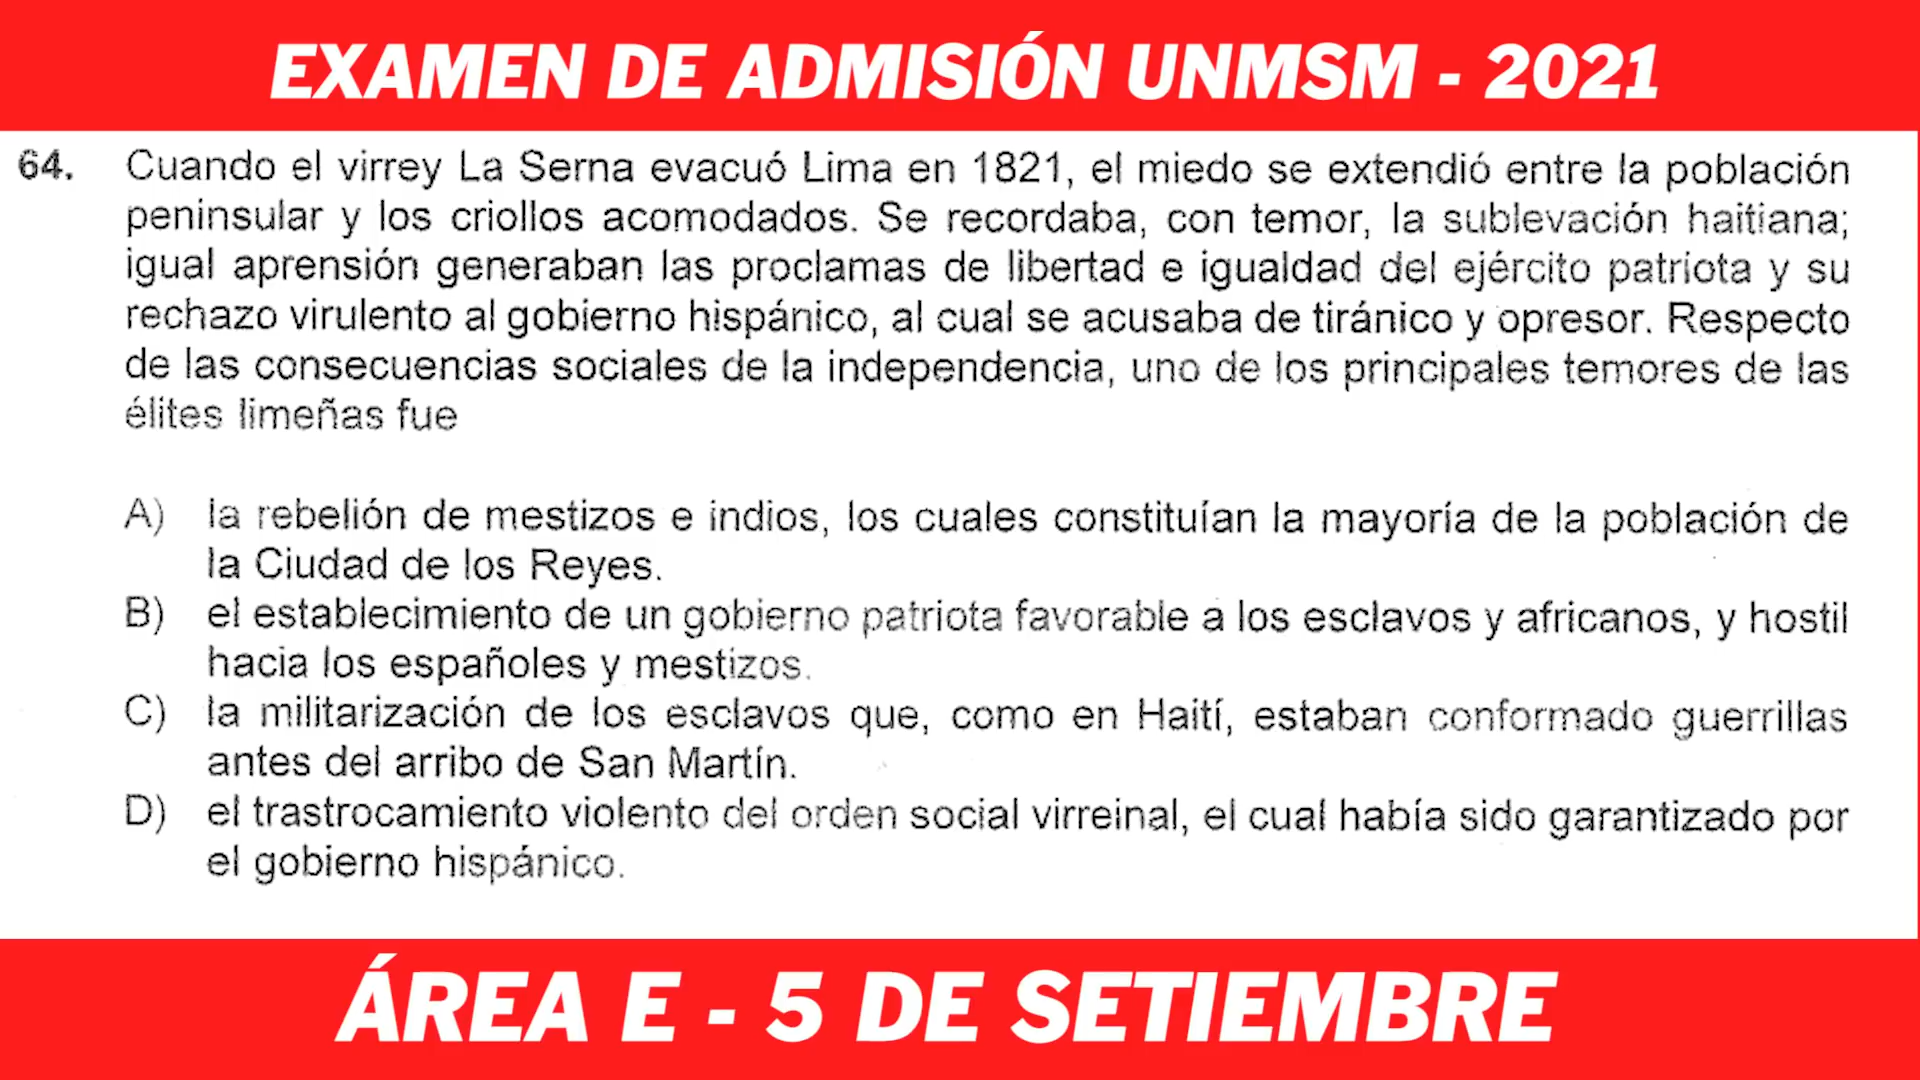 EXAMEN DE ADMISIÓN UNMSM - 2021
64. Cuando el virrey La Serna evacuó Lima en 1821, el miedo se extendió entre la población
peninsular y los criollos acomodados. Se recordaba, con temor, la sublevación haitiana;
igual aprensión generaban las proclamas de libertad e igualdad del ejército patriota y su
rechazo virulento al gobierno hispánico, al cual se acusaba de tiránico y opresor. Respecto
de las consecuencias sociales de la independencia, uno de los principales temores de las
élites limeñas fue
A) la rebelión de mestizos e indios, los cuales constituían la mayoría de la población de
la Ciudad de los Reyes.
B) el establecimiento de un gobierno patriota favorable a los esclavos y africanos, y hostil
hacia los españoles y mestizos.
C) la militarización de los esclavos que, como en Haití, estaban conformado guerrillas
antes del arribo de San Martín.
D) el trastrocamiento violento del orden social virreinal, el cual había sido garantizado por
el gobierno hispánico.
ÁREA E - 5 DE SETIEMBRE